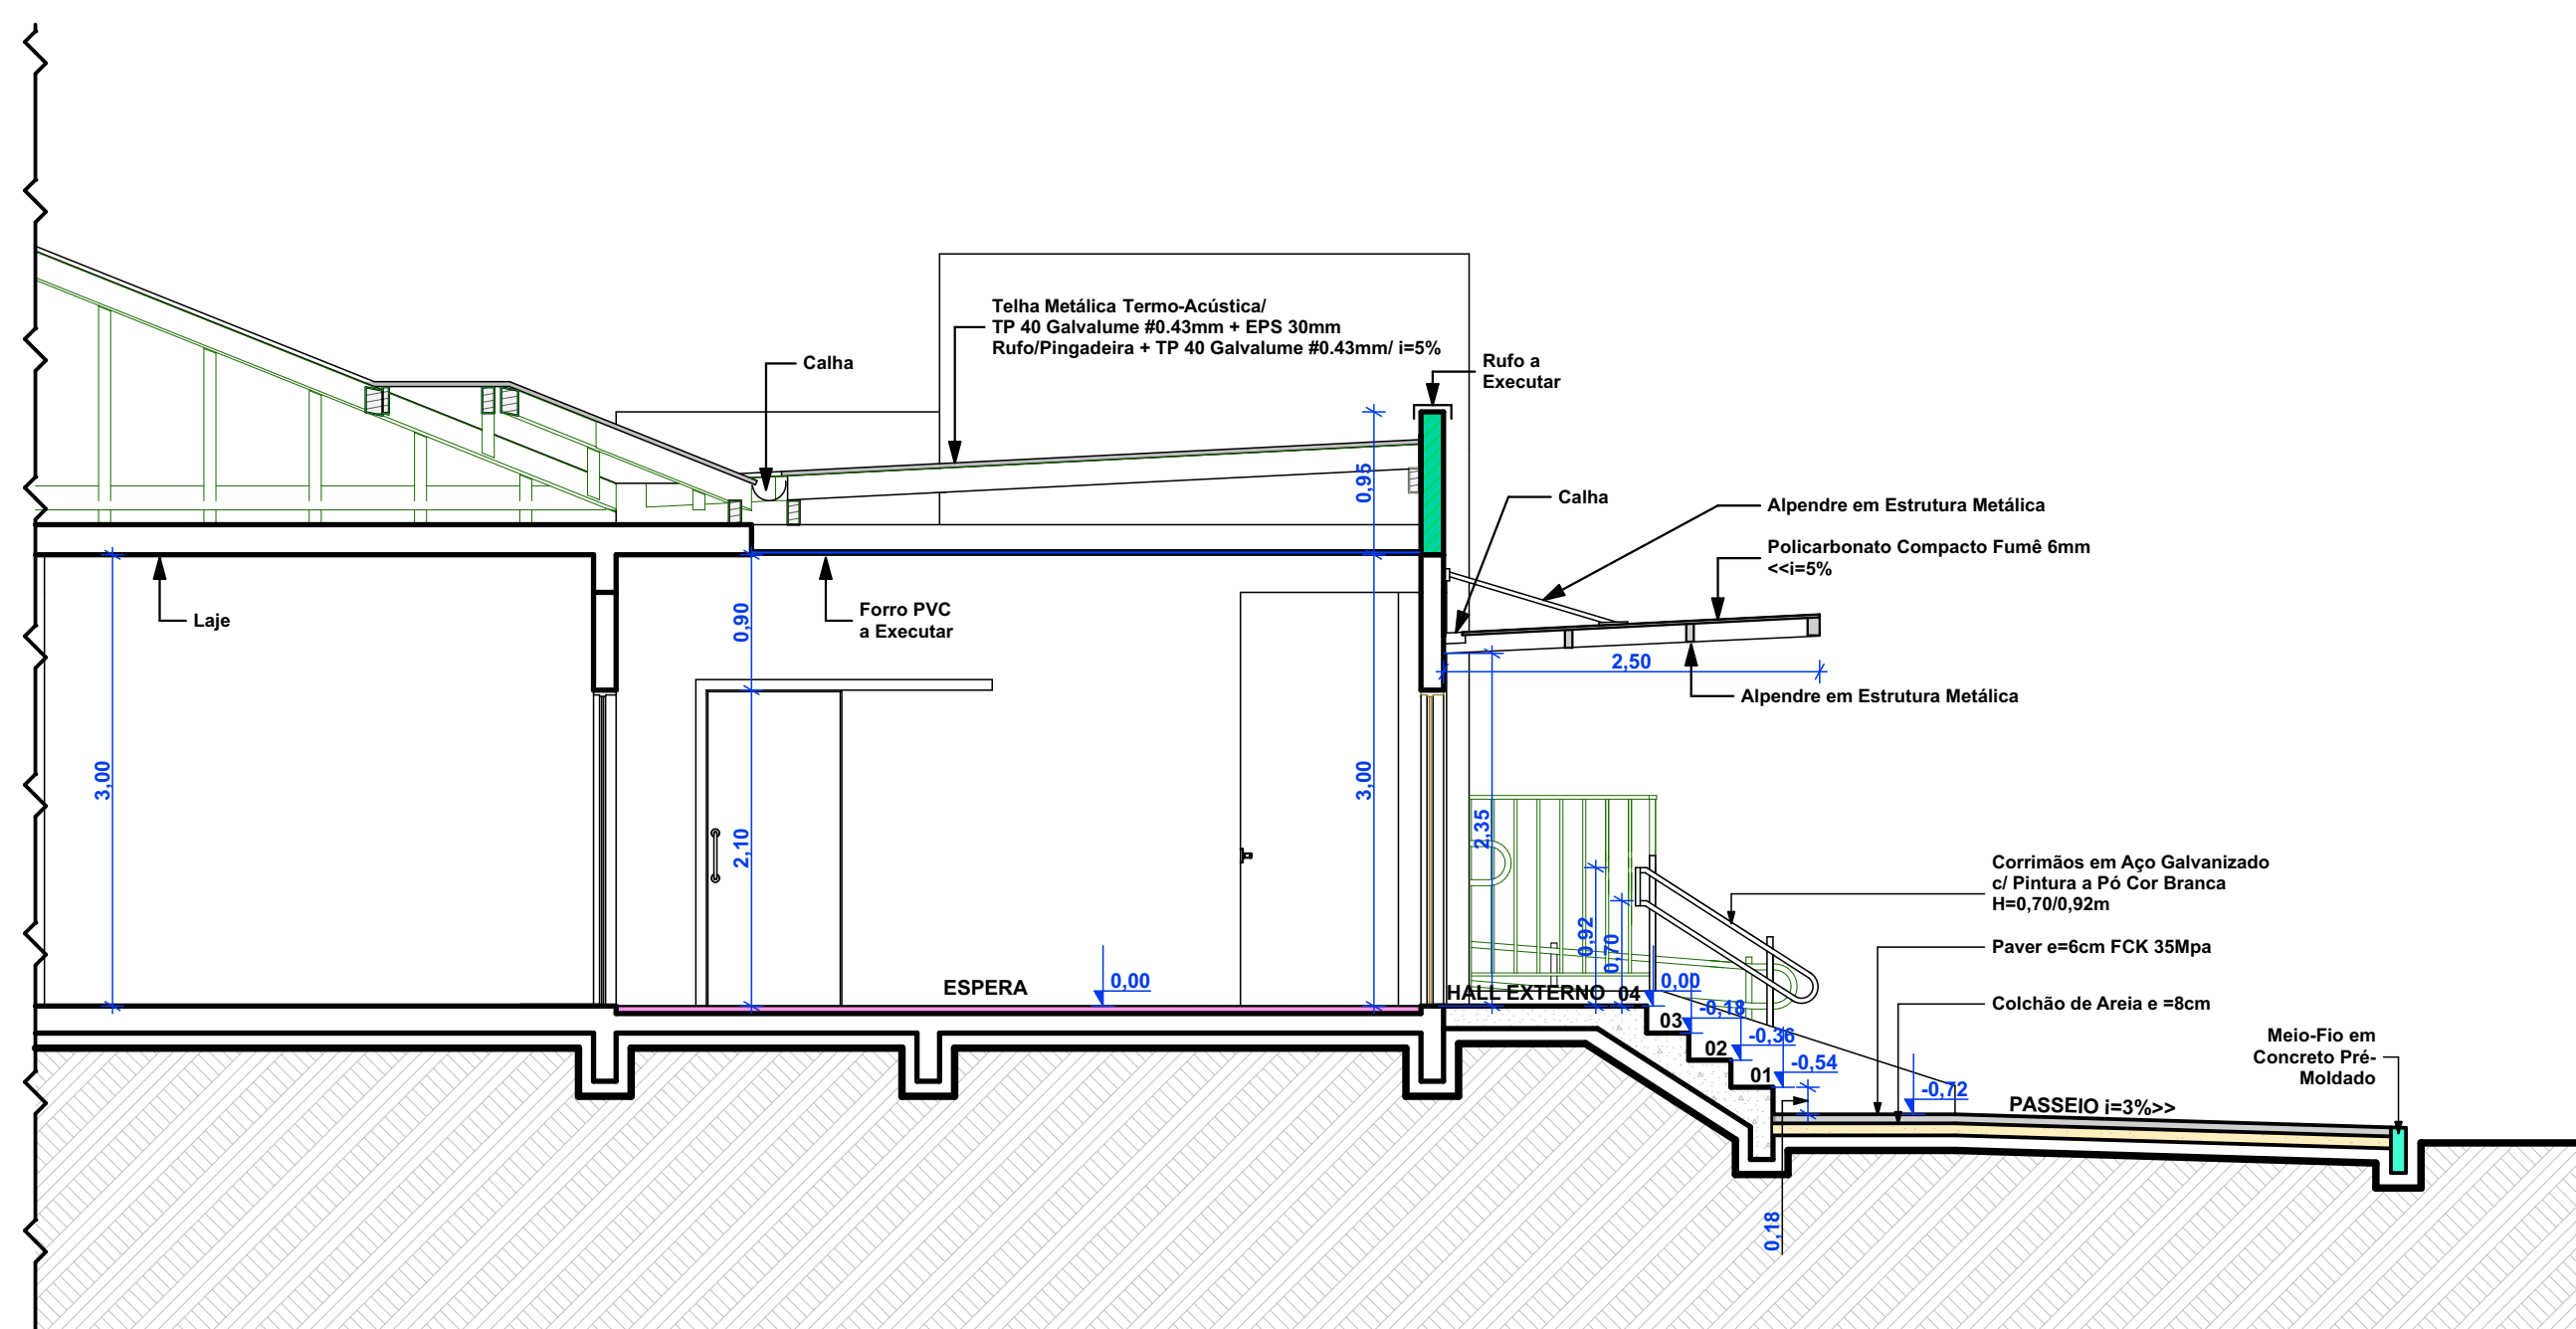 Telha Metálica Termo-Acústica/
TP 40 Galvalume #0.43mm + EPS 30mm
Rufo/Pingadeira + TP 40 Galvalume #0.43mm/ i=5%
Calha
Rufo a
Executar
0,95
Calha
Alpendre em Estrutura Metálica
Policarbonato Compacto Fumê 6mm
<<i=5%
Laje
0,90
Forro PVC
a Executar
2,50
Alpendre em Estrutura Metálica
3,00
2,10
3,00
2,35
Corrimãos em Aço Galvanizado
c/ Pintura a Pó Cor Branca
H=0,70/0,92m
0,92
0,70
Paver e=6cm FCK 35Mpa
ESPERA
0,00
HALL EXTERNO
04
0,00
Colchão de Areia e =8cm
03
-0,18
02
-0,36
01
-0,54
Meio-Fio em
Concreto Pré-
Moldado
-0,72
PASSEIO i=3%>>
0,18